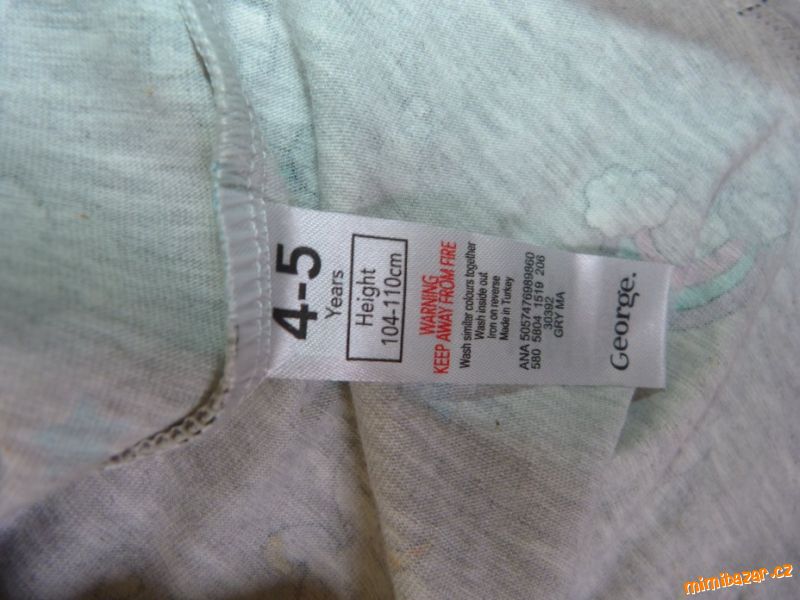 4-5
Years
Height
104-110cm
WARNING
KEEP AWAY FROM FIRE
Wash similer colours together
Wash inside out
Iron on reverse
Made in Turkey
ANA 5057476989860
580 5804 1519 206
30392
GRY MA
George.
mimibazar.cz